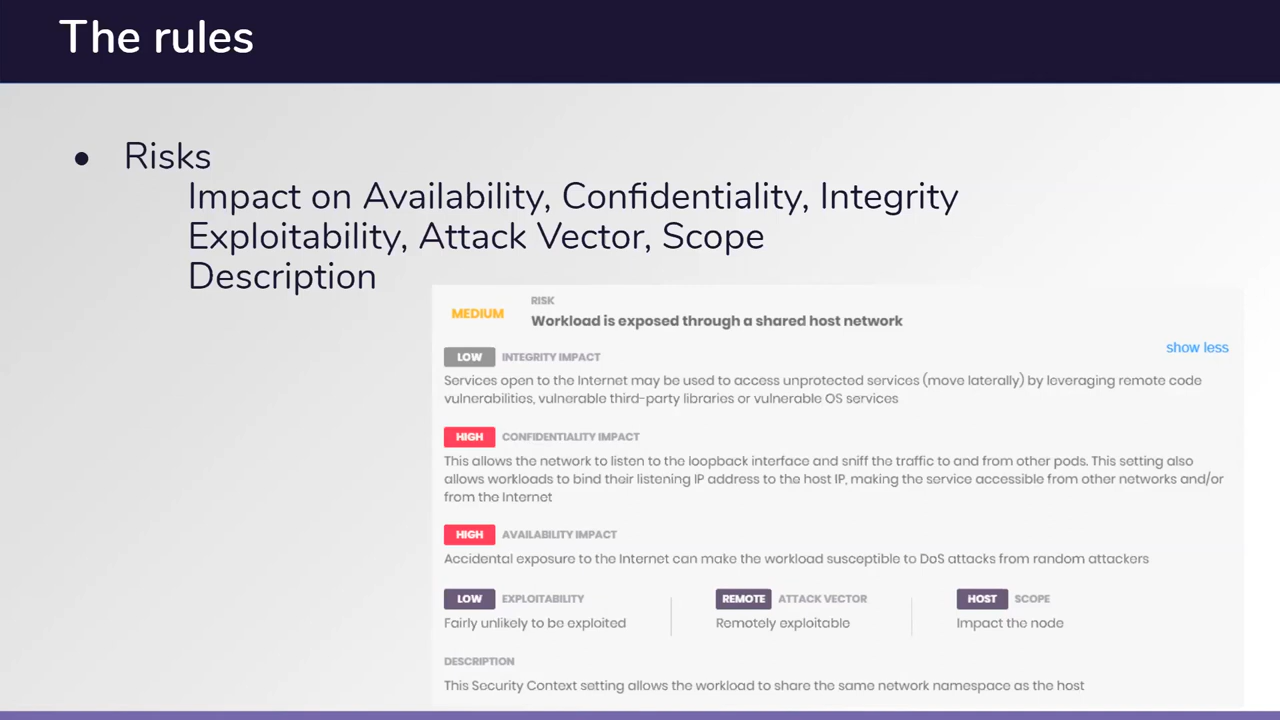 The rules
● Risks
Impact on Availability, Confidentiality, Integrity
Exploitability, Attack Vector, Scope
Description
MEDIUM
RISK
Workload is exposed through a shared host network
show less
LOW INTEGRITY IMPACT
Services open to the Internet may be used to access unprotected services (move laterally) by leveraging remote code
vulnerabilities, vulnerable third-party libraries or vulnerable OS services
HIGH CONFIDENTIALITY IMPACT
This allows the network to listen to the loopback interface and sniff the traffic to and from other pods. This setting also
allows workloads to bind their listening IP address to the host IP, making the service accessible from other networks and/or
from the Internet
HIGH AVAILABILITY IMPACT
Accidental exposure to the Internet can make the workload susceptible to DoS attacks from random attackers
LOW EXPLOITABILITY
Fairly unlikely to be exploited
REMOTE ATTACK VECTOR
Remotely exploitable
HOST SCOPE
Impact the node
DESCRIPTION
This Security Context setting allows the workload to share the same network namespace as the host